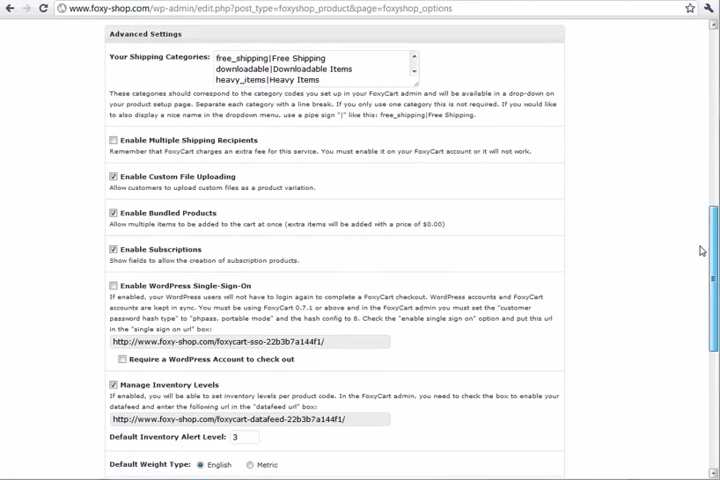 www.foxy-shop.com/wp-admin/edit.php?post_type=foxyshop_product&page=foxyshop_options
Advanced Settings
Your Shipping Categories:
free_shipping|Free Shipping
downloadable|Downloadable Items
heavy_items|Heavy Items
These categories should correspond to the category codes you set up in your FoxyCart admin and will be available in a drop-down on
your product setup page. Separate each category with a line break. If you only use one category this is not required. If you would like
to also display a nice name in the dropdown menu, use a pipe sign "|" like this: free_shipping|Free Shipping.
Enable Multiple Shipping Recipients
Remember that FoxyCart charges an extra fee for this service. You must enable it on your FoxyCart account or it will not work.
Enable Custom File Uploading
Allow customers to upload custom files as a product variation.
Enable Bundled Products
Allow multiple items to be added to the cart at once (extra items will be added with a price of $0.00)
Enable Subscriptions
Show fields to allow the creation of subscription products.
Enable WordPress Single-Sign-On
If enabled, your WordPress users will not have to login again to complete a FoxyCart checkout. WordPress accounts and FoxyCart
accounts are kept in sync. You must be using FoxyCart 0.7.1 or above and in the FoxyCart admin you must set the "customer
password hash type" to "phpass, portable mode" and the hash config to 8. Check the "enable single sign on" option and put this url
in the "single sign on url" box:
http://www.foxy-shop.com/foxycart-sso-22b3b7a144f1/
Require a WordPress Account to check out
Manage Inventory Levels
If enabled, you will be able to set inventory levels per product code. In the FoxyCart admin, you need to check the box to enable your
datafeed and enter the following url in the "datafeed url" box:
http://www.foxy-shop.com/foxycart-datafeed-22b3b7a144f1/
Default Inventory Alert Level: 3
Default Weight Type: English Metric